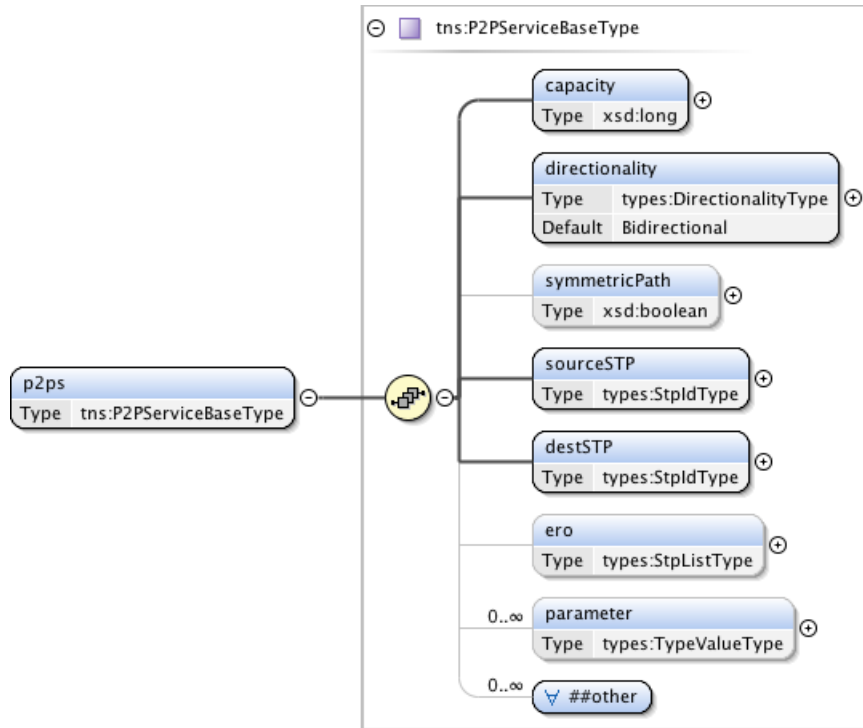 tns:P2PServiceBaseType
capacity
Type xsd:long
directionality
Type types:DirectionalityType
Default Bidirectional
symmetricPath
Type xsd:boolean
p2ps
Type tns:P2PServiceBaseType
sourceSTP
Type types:StpIdType
destSTP
Type types:StpIdType
ero
Type types:StpListType
0..∞ parameter
Type types:TypeValueType
0..∞ ∀ ##other